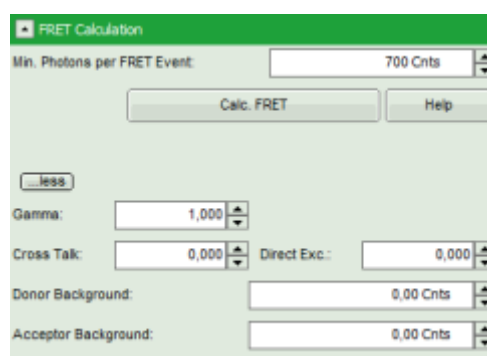 FRET Calculation
Min. Photons per FRET Event: 700 Cnts
Calc. FRET Help
...less
Gamma: 1,000
Cross Talk: 0,000 Direct Exc.: 0,000
Donor Background: 0,00 Cnts
Acceptor Background: 0,00 Cnts